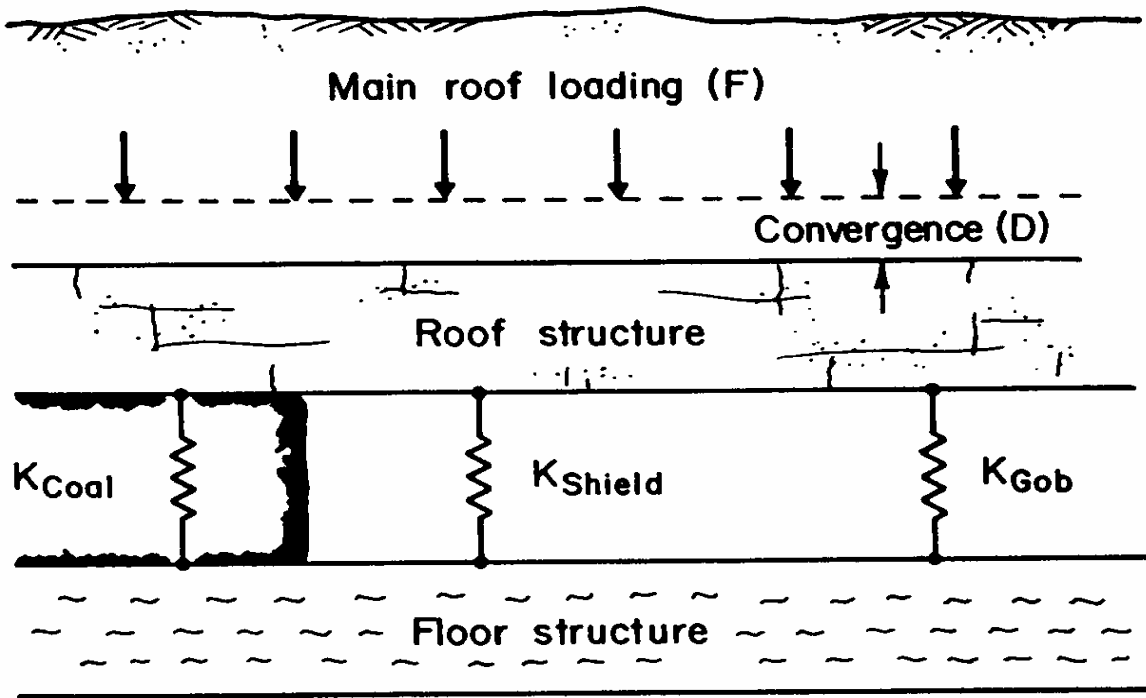 Main roof loading (F)
Convergence (D)
Roof structure
KCoal
KShield
KGob
Floor structure